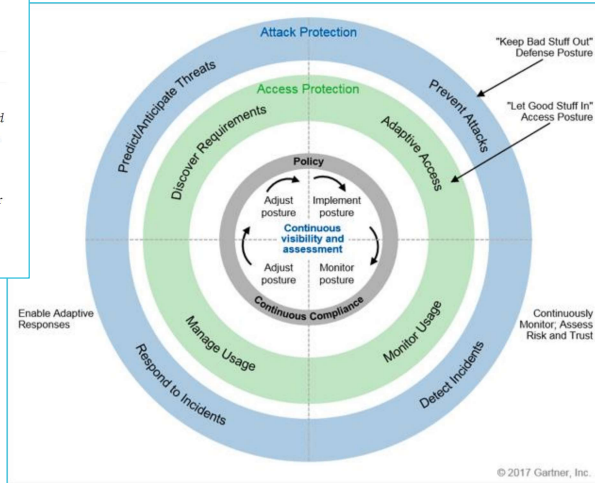 Attack Protection
"Keep Bad Stuff Out"
Defense Posture
Predict/Anticipate Threats
Prevent Attacks
Access Protection
"Let Good Stuff In"
Access Posture
Discover Requirements
Adaptive Access
Policy
Adjust
posture
Implement
posture
Continuous
visibility and
assessment
Adjust
posture
Monitor
posture
Continuous Compliance
Enable Adaptive
Responses
Continuously
Monitor; Assess
Risk and Trust
Manage Usage
Monitor Usage
Respond to Incidents
Detect Incidents
© 2017 Gartner, Inc.